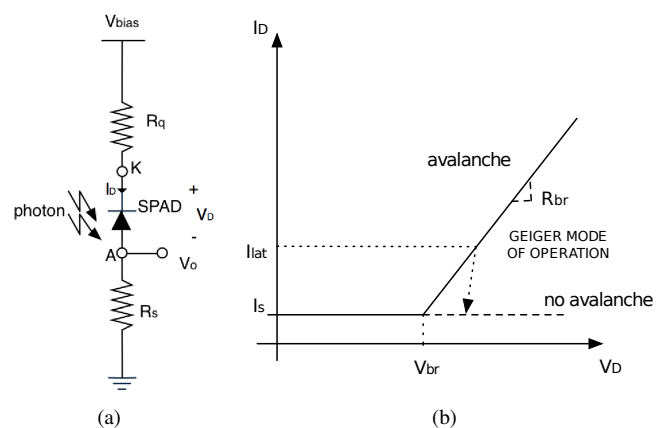 Vbias
Rq
K
ID
+
SPAD
VD
-
photon
A
Vo
Rs
(a)
ID
avalanche
Rbr
Ilat
GEIGER MODE
OF OPERATION
Is
no avalanche
Vbr
VD
(b)